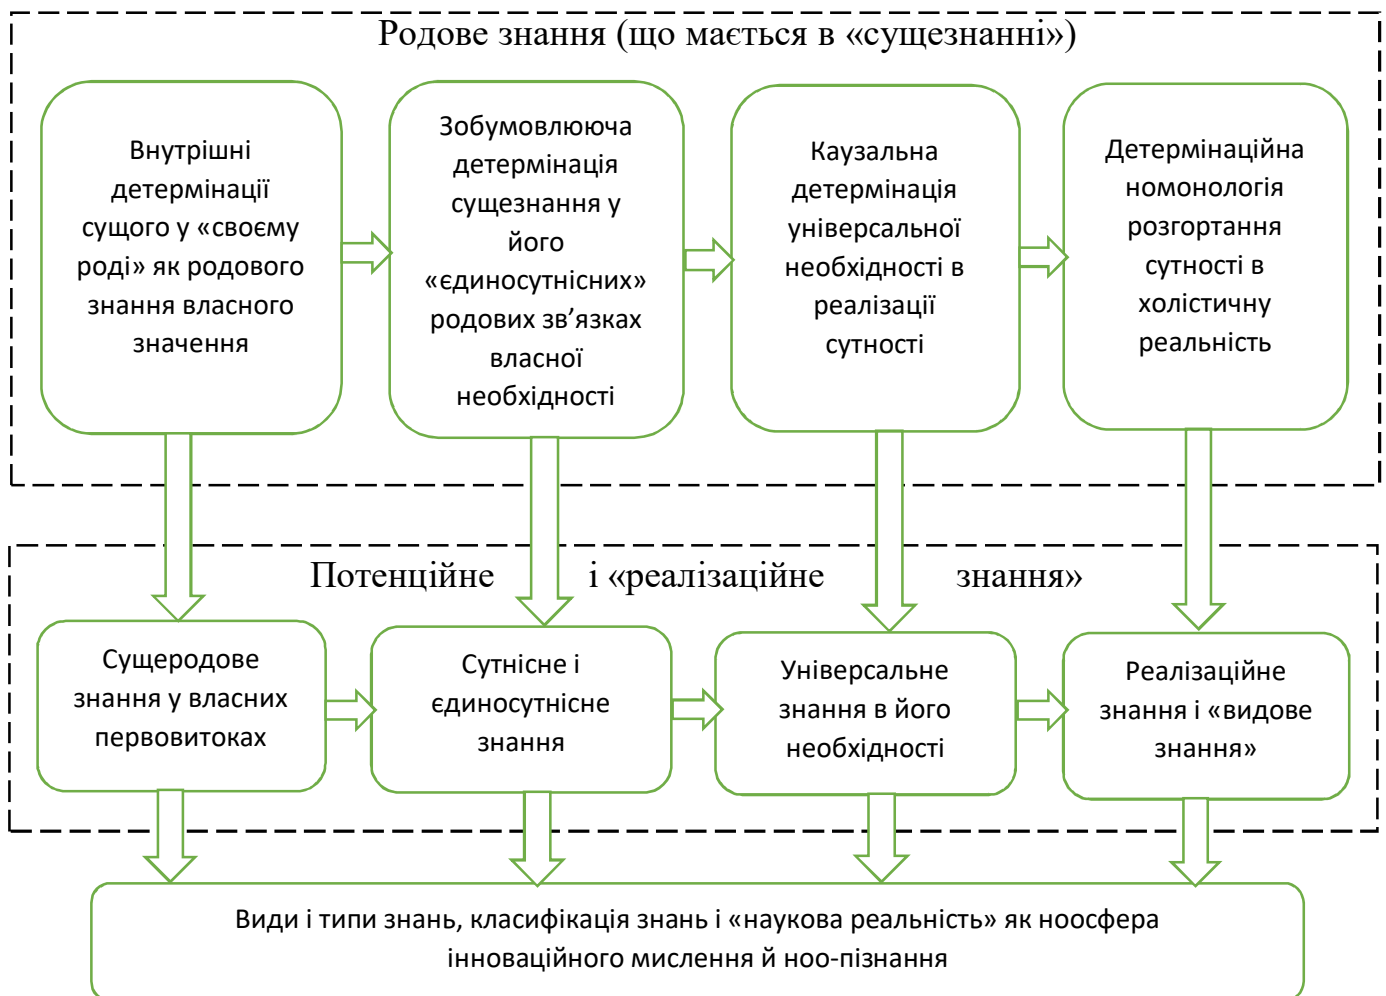 Родове знання (що мається в «сущезнанні»)
Внутрішні
детермінації
сущого у «своєму
роді» як родового
знання власного
значення
Зобумовлююча
детермінація
сущезнання у
його
«єдиносутнісних»
родових зв’язках
власної
необхідності
Каузальна
детермінація
універсальної
необхідності в
реалізації
сутності
Детермінаційна
номонологія
розгортання
сутності в
холістичну
реальність
Потенційне і «реалізаційне знання»
Сущеродове
знання у власних
первовитоках
Сутнісне і
єдиносутнісне
знання
Універсальне
знання в його
необхідності
Реалізаційне
знання і «видове
знання»
Види і типи знань, класифікація знань і «наукова реальність» як ноосфера
інноваційного мислення й ноо-пізнання